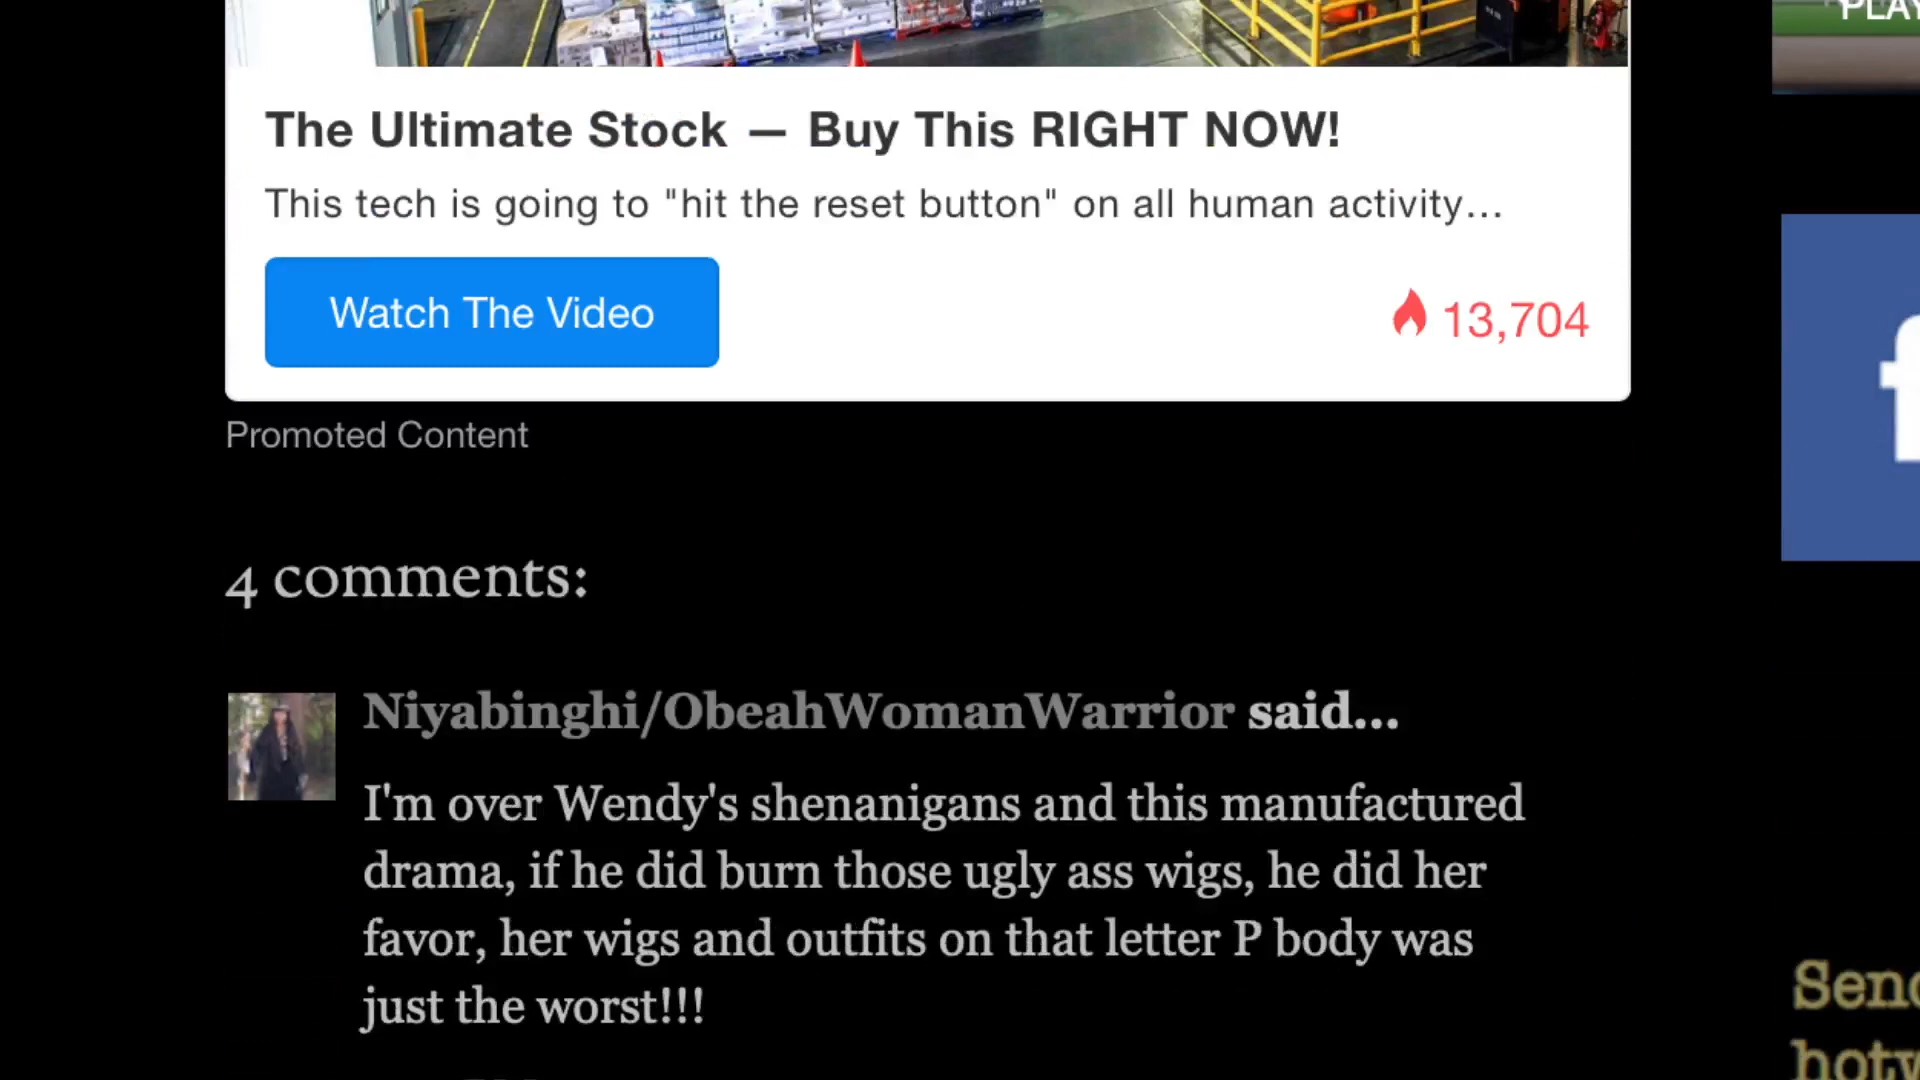 PLAY
The Ultimate Stock — Buy This RIGHT NOW!
This tech is going to "hit the reset button" on all human activity...
Watch The Video
13,704
Promoted Content
4 comments:
Niyabinghi/ObeahWomanWarrior said...
I'm over Wendy's shenanigans and this manufactured
drama, if he did burn those ugly ass wigs, he did her
favor, her wigs and outfits on that letter P body was
just the worst!!!